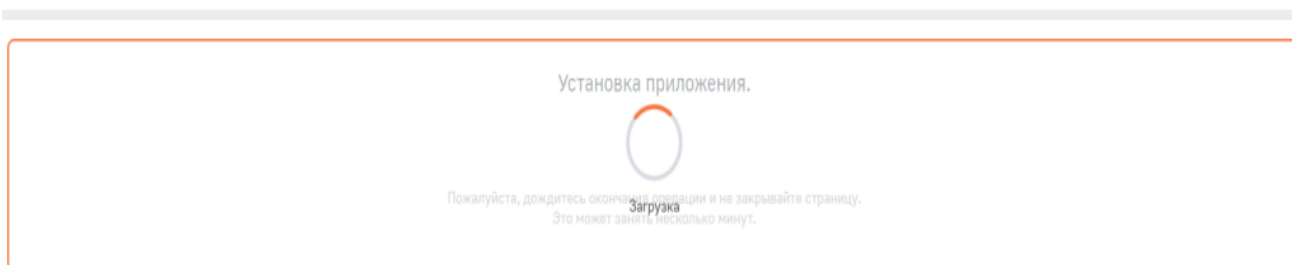 Установка приложения.
Пожалуйста, дождитесь окончания операции и не закрывайте страницу.
Загрузка
Это может занять несколько минут.